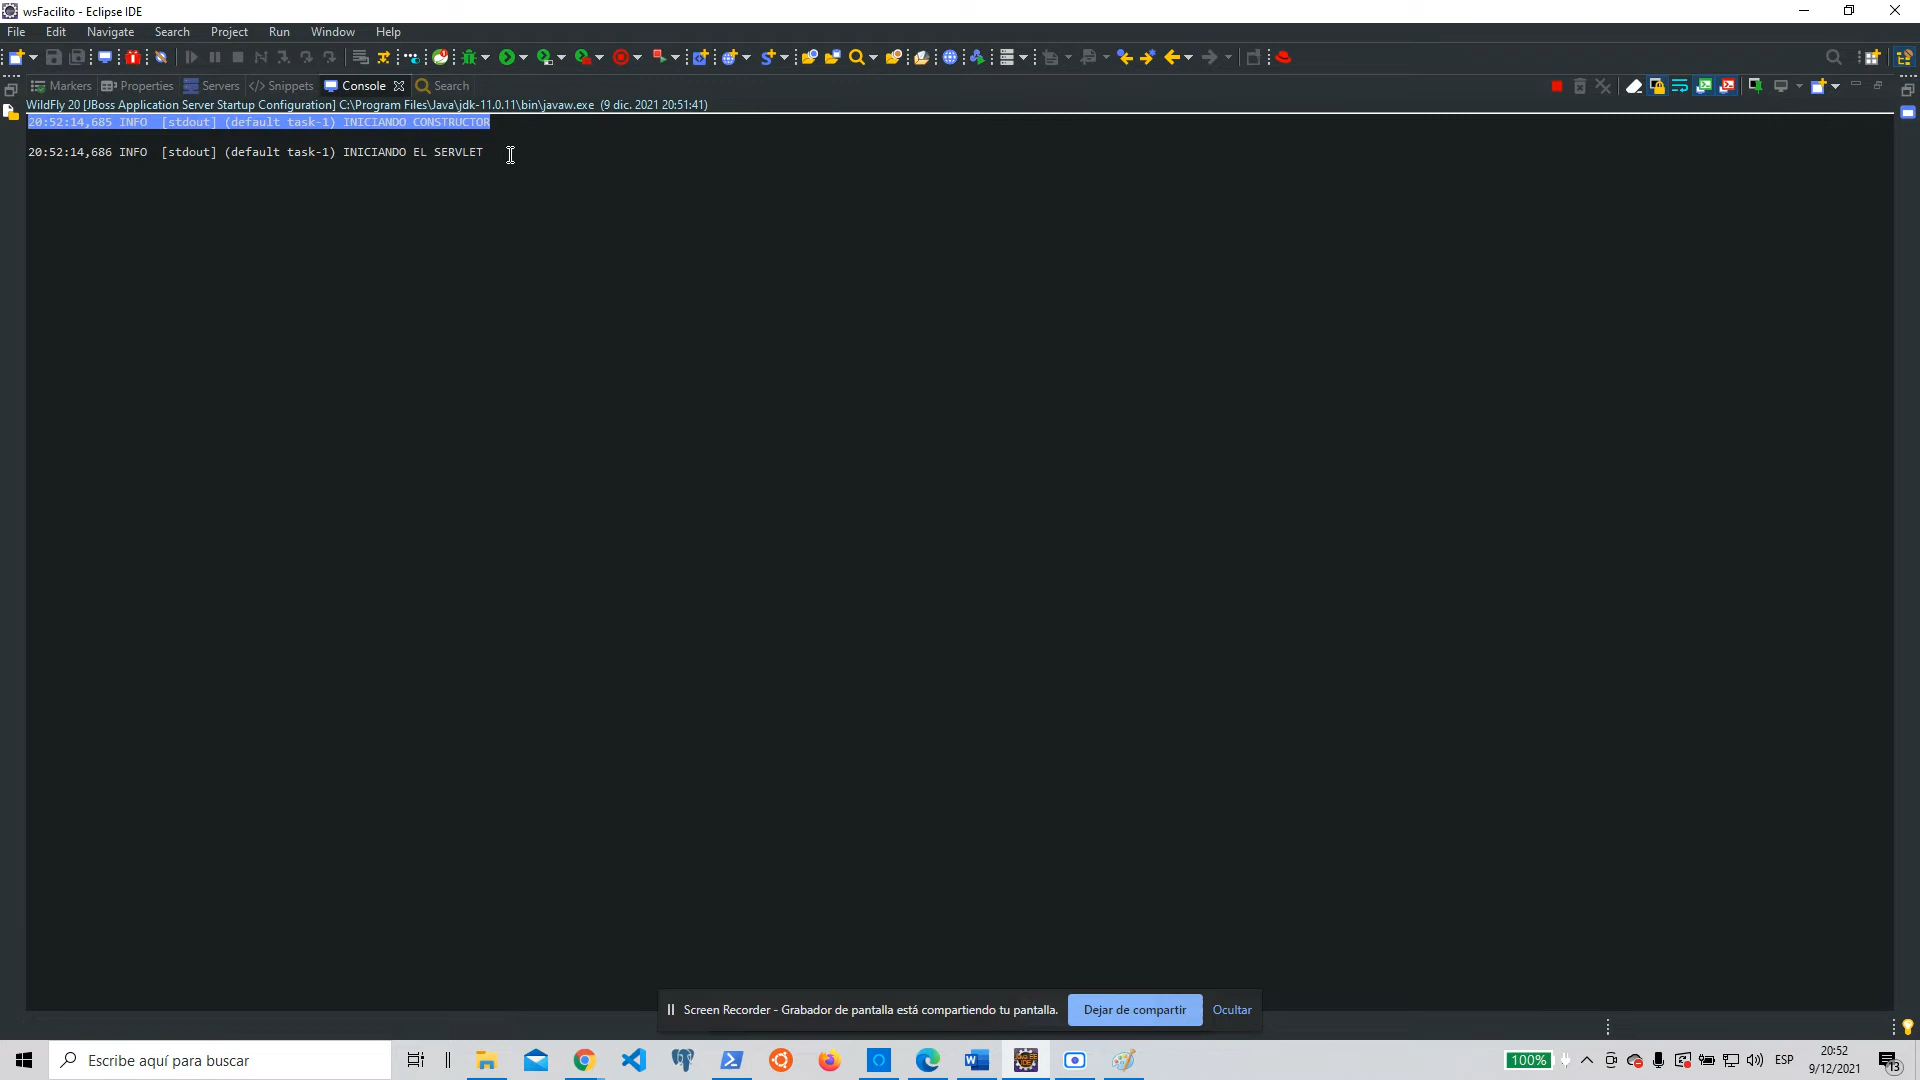 wsFacilito - Eclipse IDE
File Edit Navigate Search Project Run Window Help
Markers Properties Servers Snippets Console Search
WildFly 20 [JBoss Application Server Startup Configuration] C:\Program Files\Java\jdk-11.0.11\bin\javaw.exe (9 dic. 2021 20:51:41)
20:52:14,685 INFO [stdout] (default task-1) INICIANDO CONSTRUCTOR
20:52:14,686 INFO [stdout] (default task-1) INICIANDO EL SERVLET
Screen Recorder - Grabador de pantalla está compartiendo tu pantalla. Dejar de compartir Ocultar
Escribe aquí para buscar
100%
ESP
20:52
9/12/2021
13